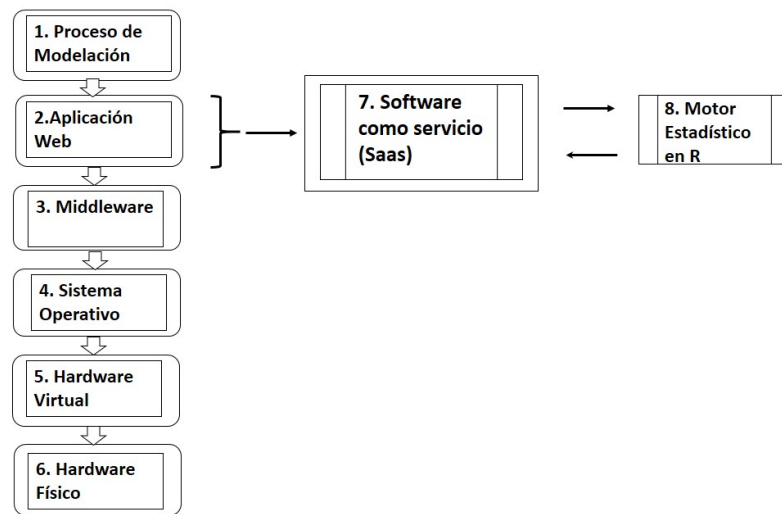 1. Proceso de
Modelación
2.Aplicación
Web
3. Middleware
4. Sistema
Operativo
5. Hardware
Virtual
6. Hardware
Físico
7. Software
como servicio
(Saas)
8. Motor
Estadístico
en R